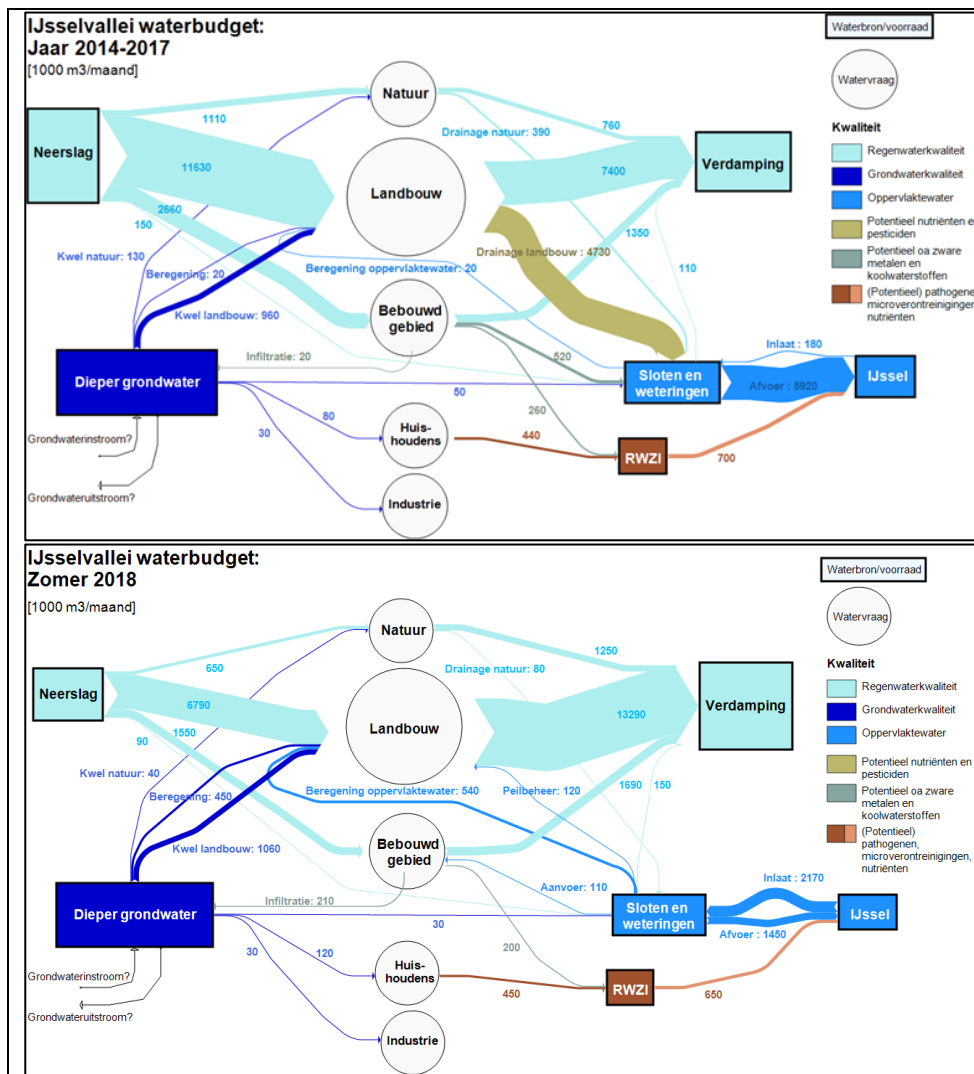 IJsselvallei waterbudget:
Jaar 2014-2017
[1000 m3/maand]
Waterbron/voorraad
Watervraag
Kwaliteit
Regenwaterkwaliteit
Grondwaterkwaliteit
Oppervlaktewater
Potentieel nutriënten en
pesticiden
Potentieel oa zware
metalen en
koolwaterstoffen
(Potentieel) pathogene
microverontreinigingen
nutriënten
Neerslag
Natuur
Landbouw
Verdamping
1110
11630
2660
150
Drainage natuur: 390
760
7400
1350
110
Kwel natuur: 130
Beregening: 20
Kwel landbouw: 960
Beregening oppervlaktewater: 20
Drainage landbouw : 4730
Bebouwd
gebied
Infiltratie: 20
Dieper grondwater
520
50
260
Sloten en
weteringen
Inlaat : 180
Afvoer : 5920
IJssel
80
30
Huis-
houdens
440
RWZI
700
Industrie
Grondwaterinstroom?
Grondwateruitstroom?
IJsselvallei waterbudget:
Zomer 2018
[1000 m3/maand]
Waterbron/voorraad
Watervraag
Kwaliteit
Regenwaterkwaliteit
Grondwaterkwaliteit
Oppervlaktewater
Potentieel nutriënten en
pesticiden
Potentieel oa zware
metalen en
koolwaterstoffen
(Potentieel)
pathogenen,
microverontreinigingen,
nutriënten
Neerslag
Natuur
Landbouw
Verdamping
650
6790
1550
90
Drainage natuur: 80
1250
13290
1690
150
Kwel natuur: 40
Beregening: 450
Kwel landbouw: 1060
Beregening oppervlaktewater: 540
Peilbeheer: 120
Bebouwd
gebied
Aanvoer: 110
Infiltratie: 210
Dieper grondwater
30
200
Sloten en
weteringen
Inlaat : 2170
Afvoer : 1450
IJssel
120
30
Huis-
houdens
450
RWZI
650
Industrie
Grondwaterinstroom?
Grondwateruitstroom?